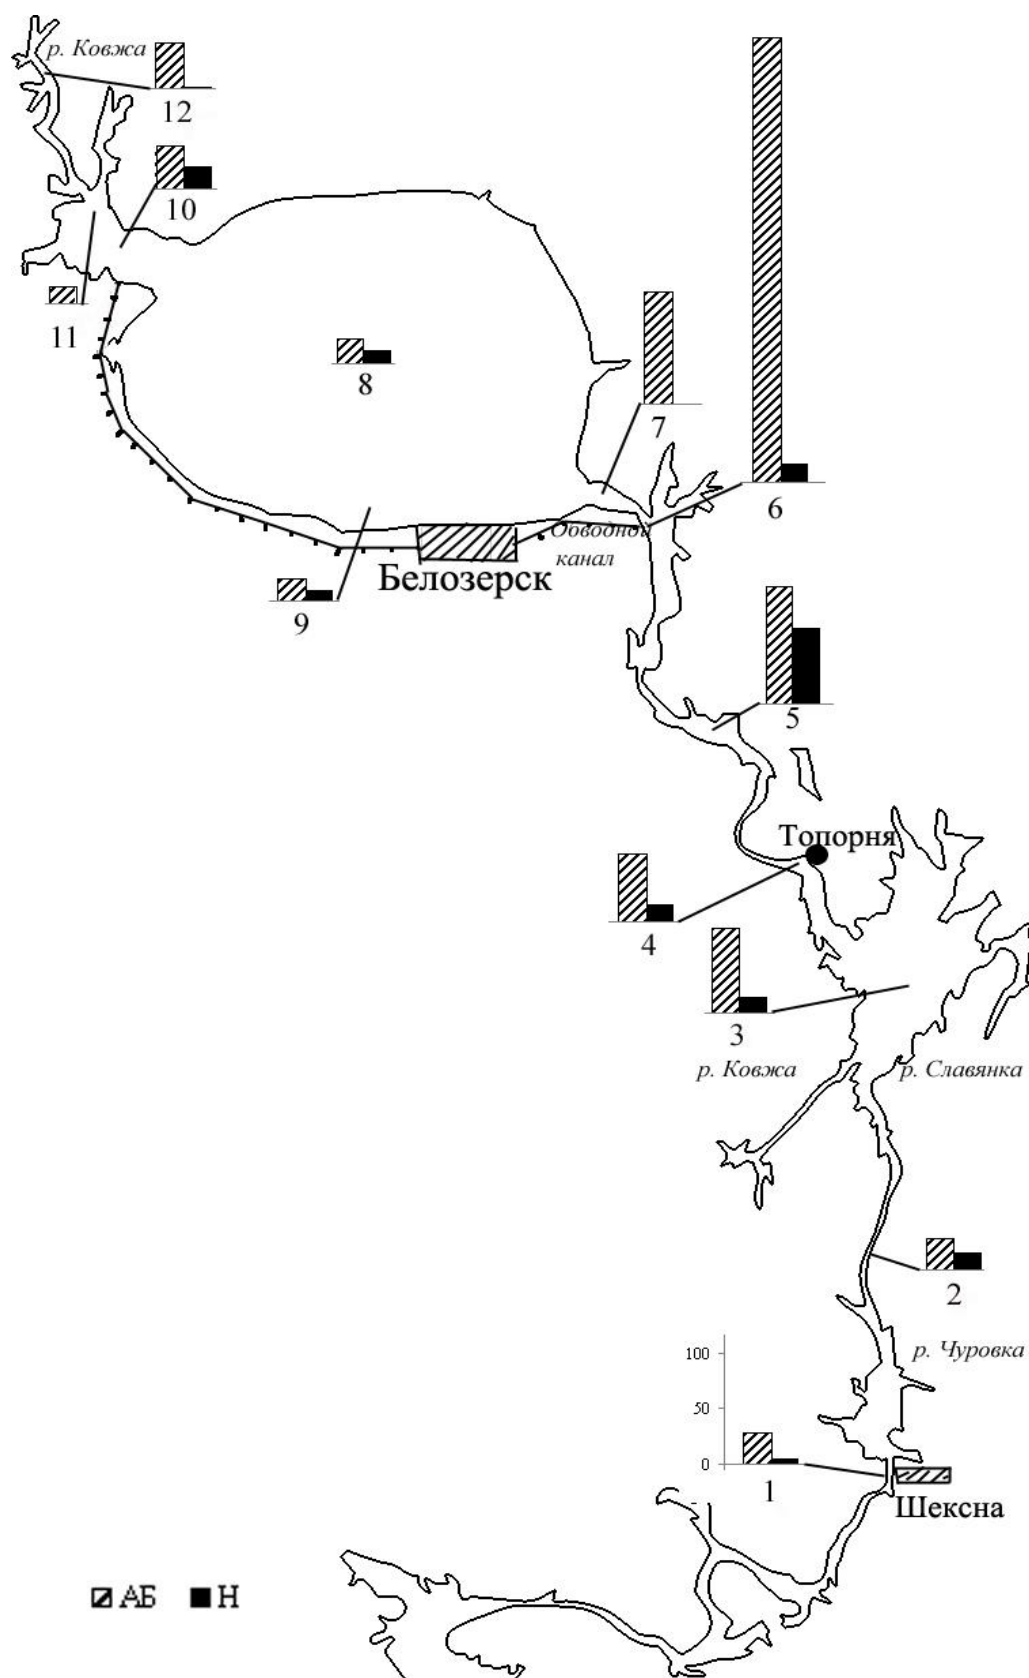 р. Ковжа
12
10
11
8
7
6
Обводной
канал
Белозерск
9
5
Топорня
4
3
р. Ковжа
р. Славянка
2
р. Чуровка
100
50
0
1
Шексна
АБ Н